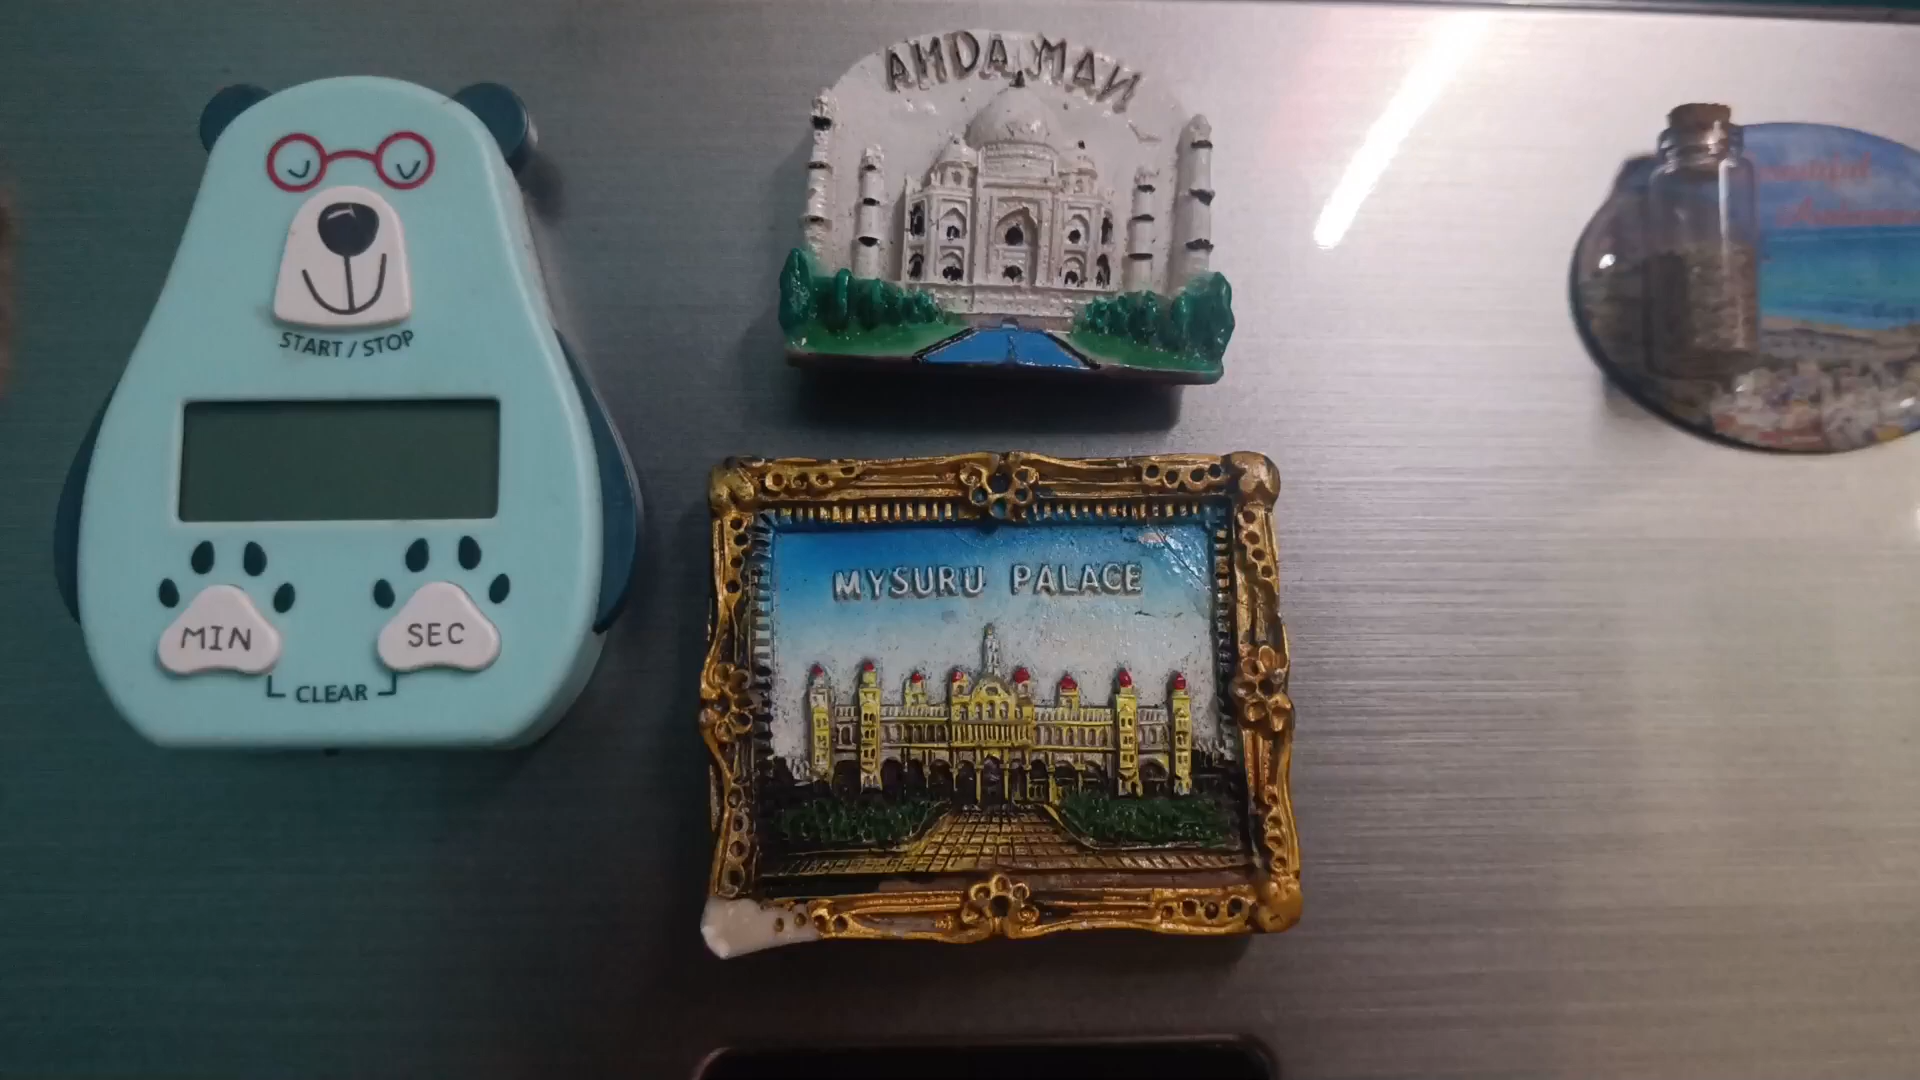 ANDAMAN
START / STOP
MIN
SEC
CLEAR
MYSURU PALACE